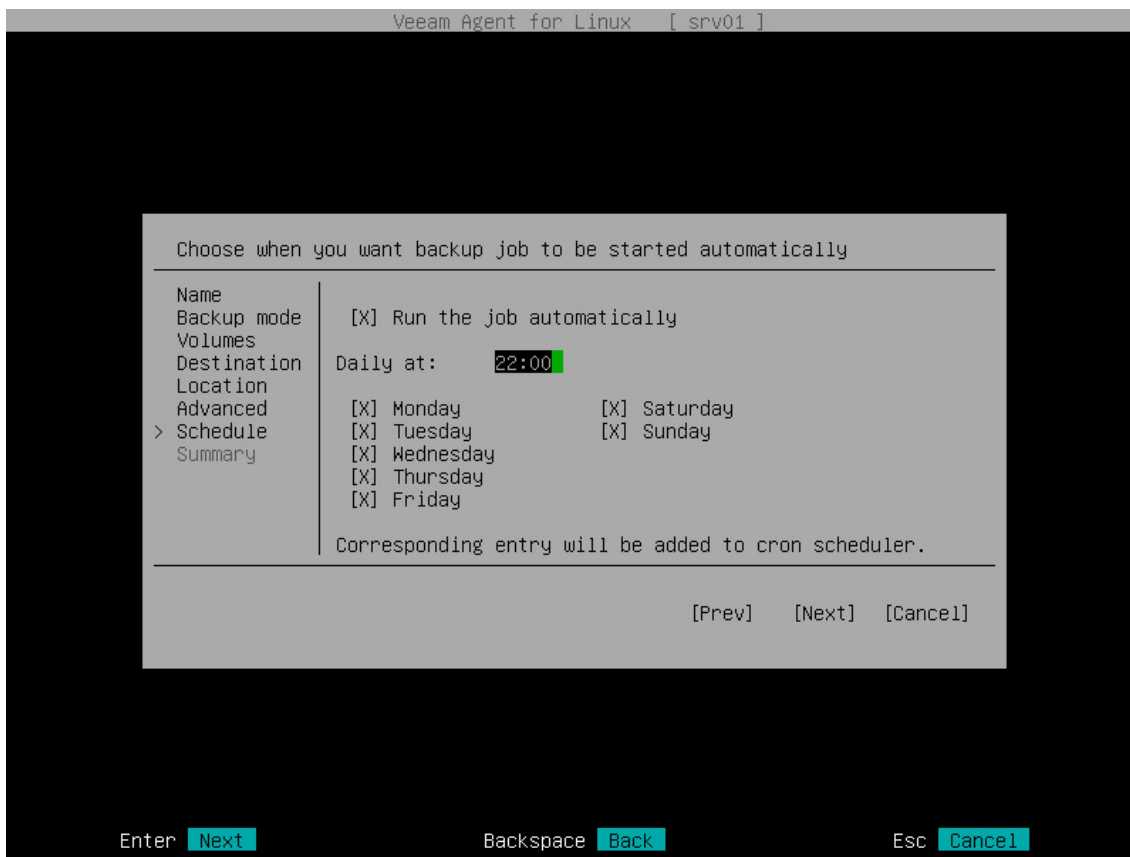 Veeam Agent for Linux [ srv01 ]
Choose when you want backup job to be started automatically
Name
Backup mode
Volumes
Destination
Location
Advanced
> Schedule
Summary
[X] Run the job automatically
Daily at: 22:00
[X] Monday
[X] Tuesday
[X] Wednesday
[X] Thursday
[X] Friday
[X] Saturday
[X] Sunday
Corresponding entry will be added to cron scheduler.
[Prev] [Next] [Cancel]
Enter Next Backspace Back Esc Cancel